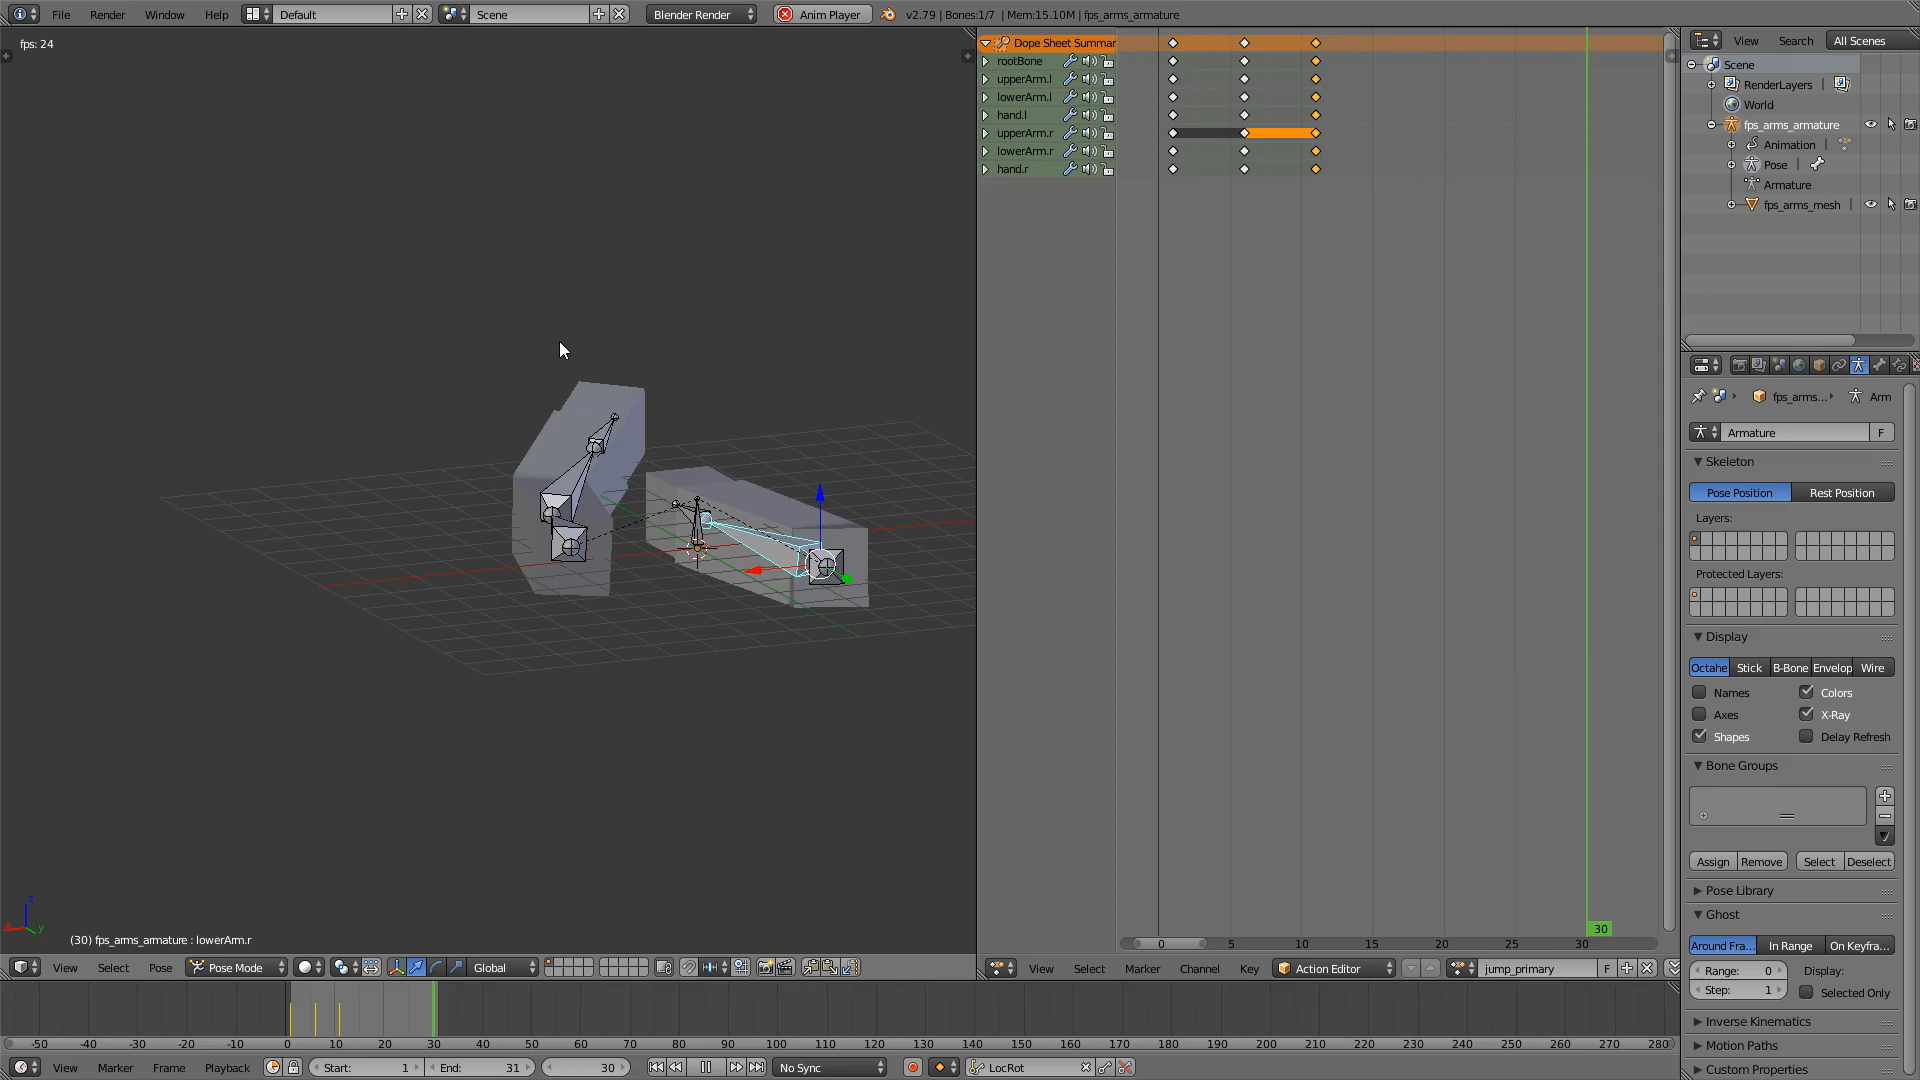 File Render Window Help Default Scene Blender Render Anim Player v2.79 | Bones:1/7 | Mem:15.10M | fps_arms_armature
fps: 24
Dope Sheet Summar
rootBone
upperArm.l
lowerArm.l
hand.l
upperArm.r
lowerArm.r
hand.r
View Search All Scenes
Scene
RenderLayers |
World
fps_arms_armature
Animation
Pose |
Armature
fps_arms_mesh |
fps_arms... Arm
Armature F
Skeleton
Pose Position Rest Position
Layers:
Protected Layers:
Display
Octahe Stick B-Bone Envelop Wire
Names Colors
Axes X-Ray
Shapes Delay Refresh
Bone Groups
Assign Remove Select Deselect
Pose Library
Ghost
Around Fra... In Range On Keyfra...
Range: 0 Display:
Step: 1 Selected Only
Inverse Kinematics
Motion Paths
Custom Properties
z
x y
(30) fps_arms_armature : lowerArm.r
30
0 5 10 15 20 25 30
View Select Pose Pose Mode Global
View Select Marker Channel Key Action Editor jump_primary F
-50 -40 -30 -20 -10 0 10 20 30 40 50 60 70 80 90 100 110 120 130 140 150 160 170 180 190 200 210 220 230 240 250 260 270 280
View Marker Frame Playback Start: 1 End: 31 30 No Sync LocRot